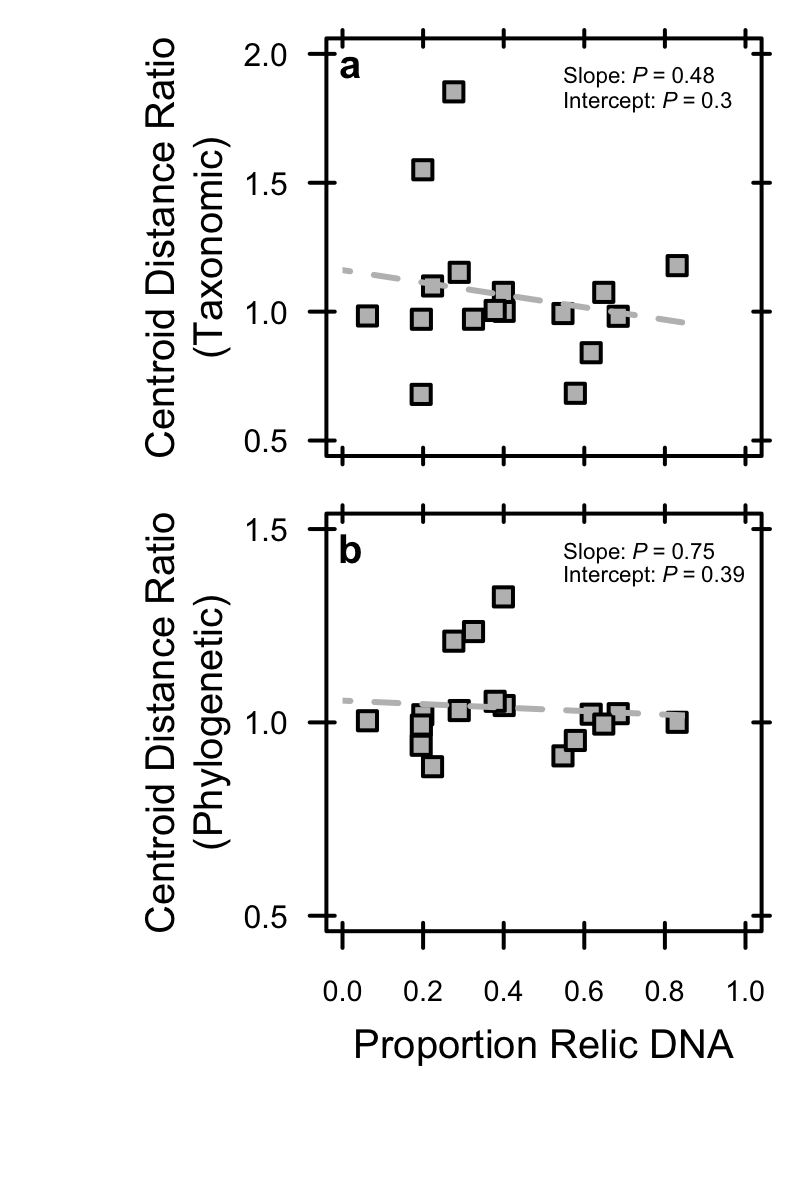 Centroid Distance Ratio
(Taxonomic)
2.0
1.5
1.0
0.5
a
Slope: P = 0.48
Intercept: P = 0.3
Centroid Distance Ratio
(Phylogenetic)
1.5
1.0
0.5
b
Slope: P = 0.75
Intercept: P = 0.39
0.0 0.2 0.4 0.6 0.8 1.0
Proportion Relic DNA